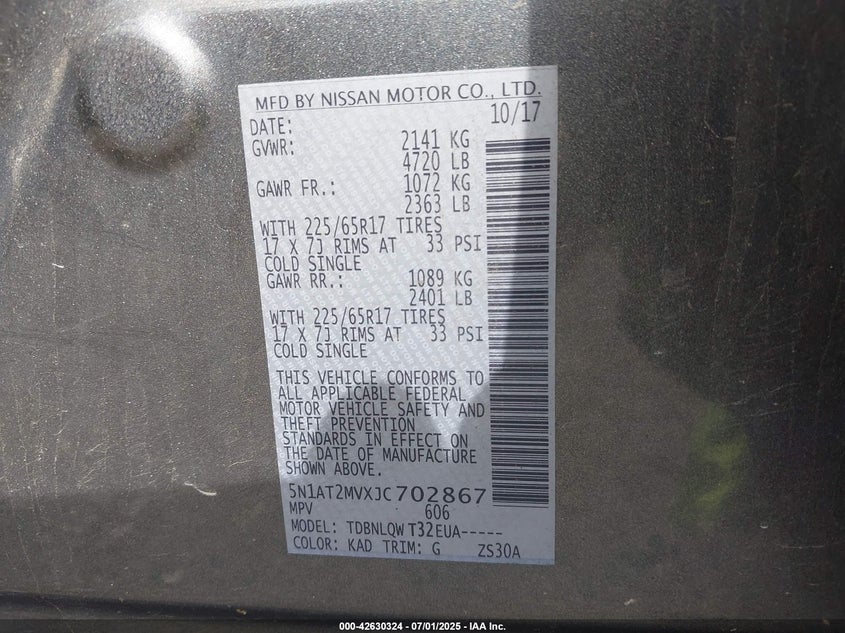 MFD BY NISSAN MOTOR CO., LTD.
DATE: 10/17
GVWR: 2141 KG
4720 LB
GAWR FR.: 1072 KG
2363 LB
WITH 225/65R17 TIRES
17 X 7J RIMS AT 33 PSI
COLD SINGLE
GAWR RR.: 1089 KG
2401 LB
WITH 225/65R17 TIRES
17 X 7J RIMS AT 33 PSI
COLD SINGLE
THIS VEHICLE CONFORMS TO
ALL APPLICABLE FEDERAL
MOTOR VEHICLE SAFETY AND
THEFT PREVENTION
STANDARDS IN EFFECT ON
THE DATE OF MANUFACTURE
SHOWN ABOVE.
5N1AT2MVXJC702867
MPV 606
MODEL: TDBNLQW T32EUA-----
COLOR: KAD TRIM: G ZS30A
000-42630324 - 07/01/2025 - IAA Inc.